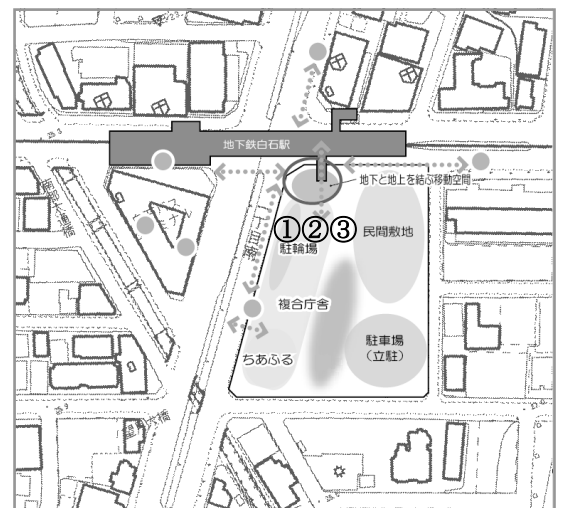 地下鉄白石駅
地下と地上を結ぶ移動空間
①②③
駐輪場
民間敷地
複合庁舎
駐車場
（立駐）
ちあふる